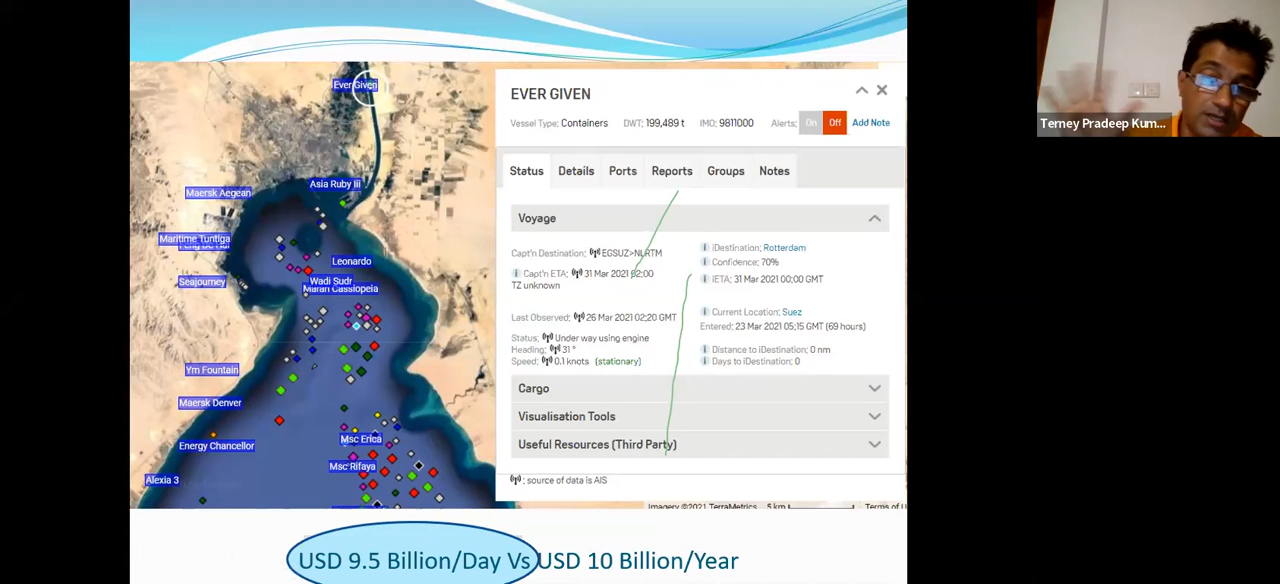 Terney Pradeep Kum...
Ever Given
Asia Ruby Iii
Maersk Aegean
Maritime Tuntiga
Leonardo
Seajourney
Wadi Sudr
Maran Cassiopeia
Ym Fountain
Maersk Denver
Energy Chancellor
Msc Erica
Msc Rifaya
Alexia 3
EVER GIVEN
Vessel Type: Containers DWT: 199,489 t IMO: 9811000 Alerts: On Off Add Note
Status Details Ports Reports Groups Notes
Voyage
Capt'n Destination: EGSUZ>NLRTM
Capt'n ETA: 31 Mar 2021 02:00
TZ unknown
Last Observed: 26 Mar 2021 02:20 GMT
Status: Under way using engine
Heading: 31 °
Speed: 0.1 knots (stationary)
iDestination: Rotterdam
Confidence: 70%
iETA: 31 Mar 2021 00:00 GMT
Current Location: Suez
Entered: 23 Mar 2021 05:15 GMT (69 hours)
Distance to iDestination: 0 nm
Days to iDestination: 0
Cargo
Visualisation Tools
Useful Resources (Third Party)
: source of data is AIS
Imagery ©2021 TerraMetrics 5 km Terms of U
USD 9.5 Billion/Day Vs USD 10 Billion/Year